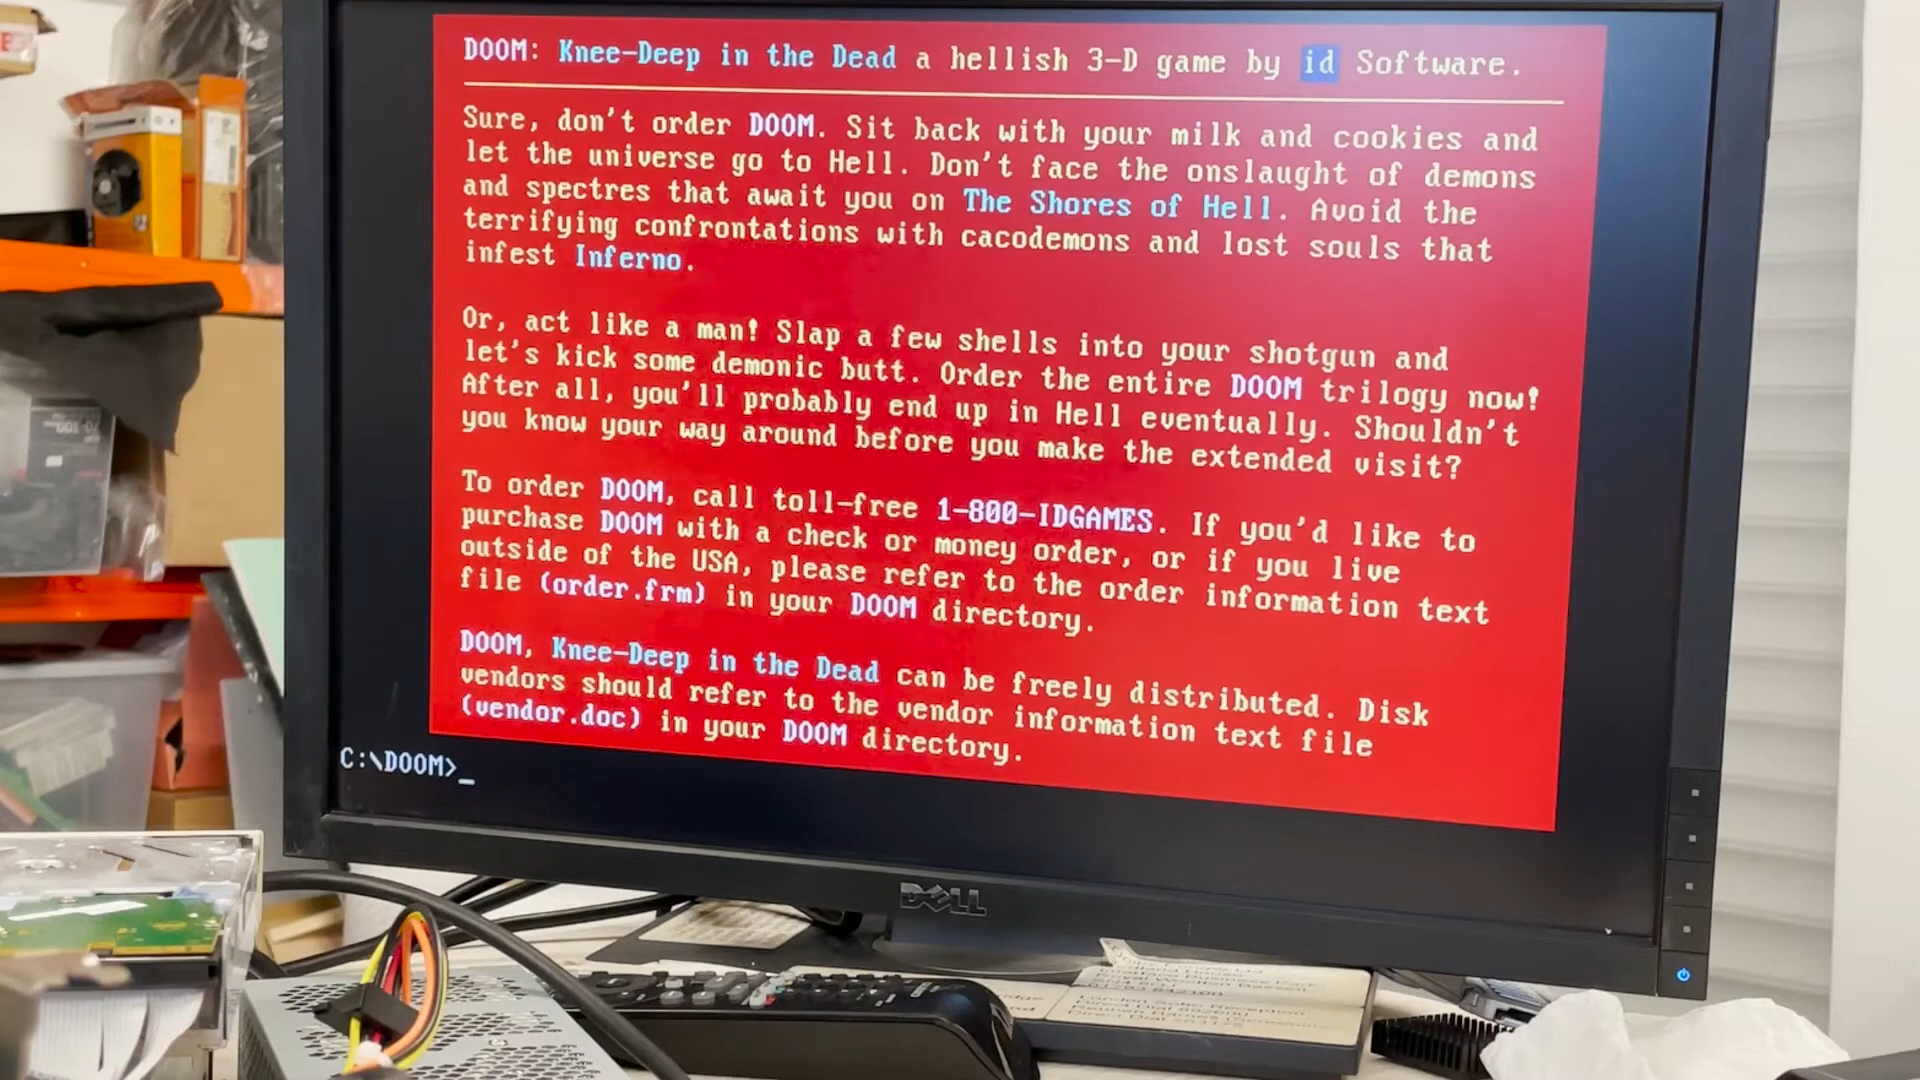 DOOM: Knee-Deep in the Dead a hellish 3-D game by id Software.
Sure, don't order DOOM. Sit back with your milk and cookies and
let the universe go to Hell. Don't face the onslaught of demons
and spectres that await you on The Shores of Hell. Avoid the
terrifying confrontations with cacodemons and lost souls that
infest Inferno.
Or, act like a man! Slap a few shells into your shotgun and
let's kick some demonic butt. Order the entire DOOM trilogy now!
After all, you'll probably end up in Hell eventually. Shouldn't
you know your way around before you make the extended visit?
To order DOOM, call toll-free 1-800-IDGAMES. If you'd like to
purchase DOOM with a check or money order, or if you live
outside of the USA, please refer to the order information text
file (order.frm) in your DOOM directory.
DOOM, Knee-Deep in the Dead can be freely distributed. Disk
vendors should refer to the vendor information text file
(vendor.doc) in your DOOM directory.
C:\DOOM>_
DELL